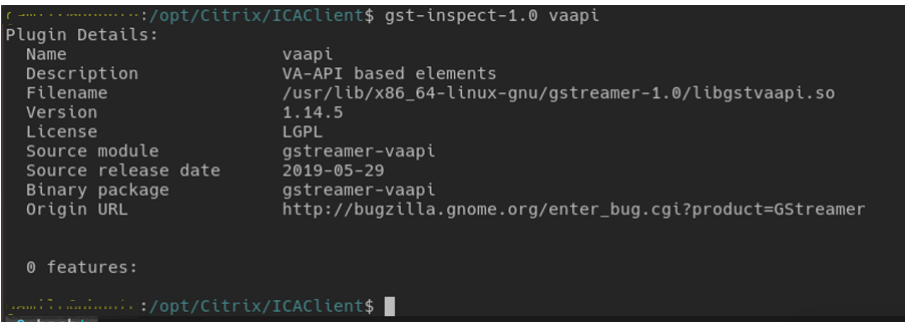 :/opt/Citrix/ICAClient$ gst-inspect-1.0 vaapi
Plugin Details:
Name vaapi
Description VA-API based elements
Filename /usr/lib/x86_64-linux-gnu/gstreamer-1.0/libgstvaapi.so
Version 1.14.5
License LGPL
Source module gstreamer-vaapi
Source release date 2019-05-29
Binary package gstreamer-vaapi
Origin URL http://bugzilla.gnome.org/enter_bug.cgi?product=GStreamer
0 features:
:/opt/Citrix/ICAClient$